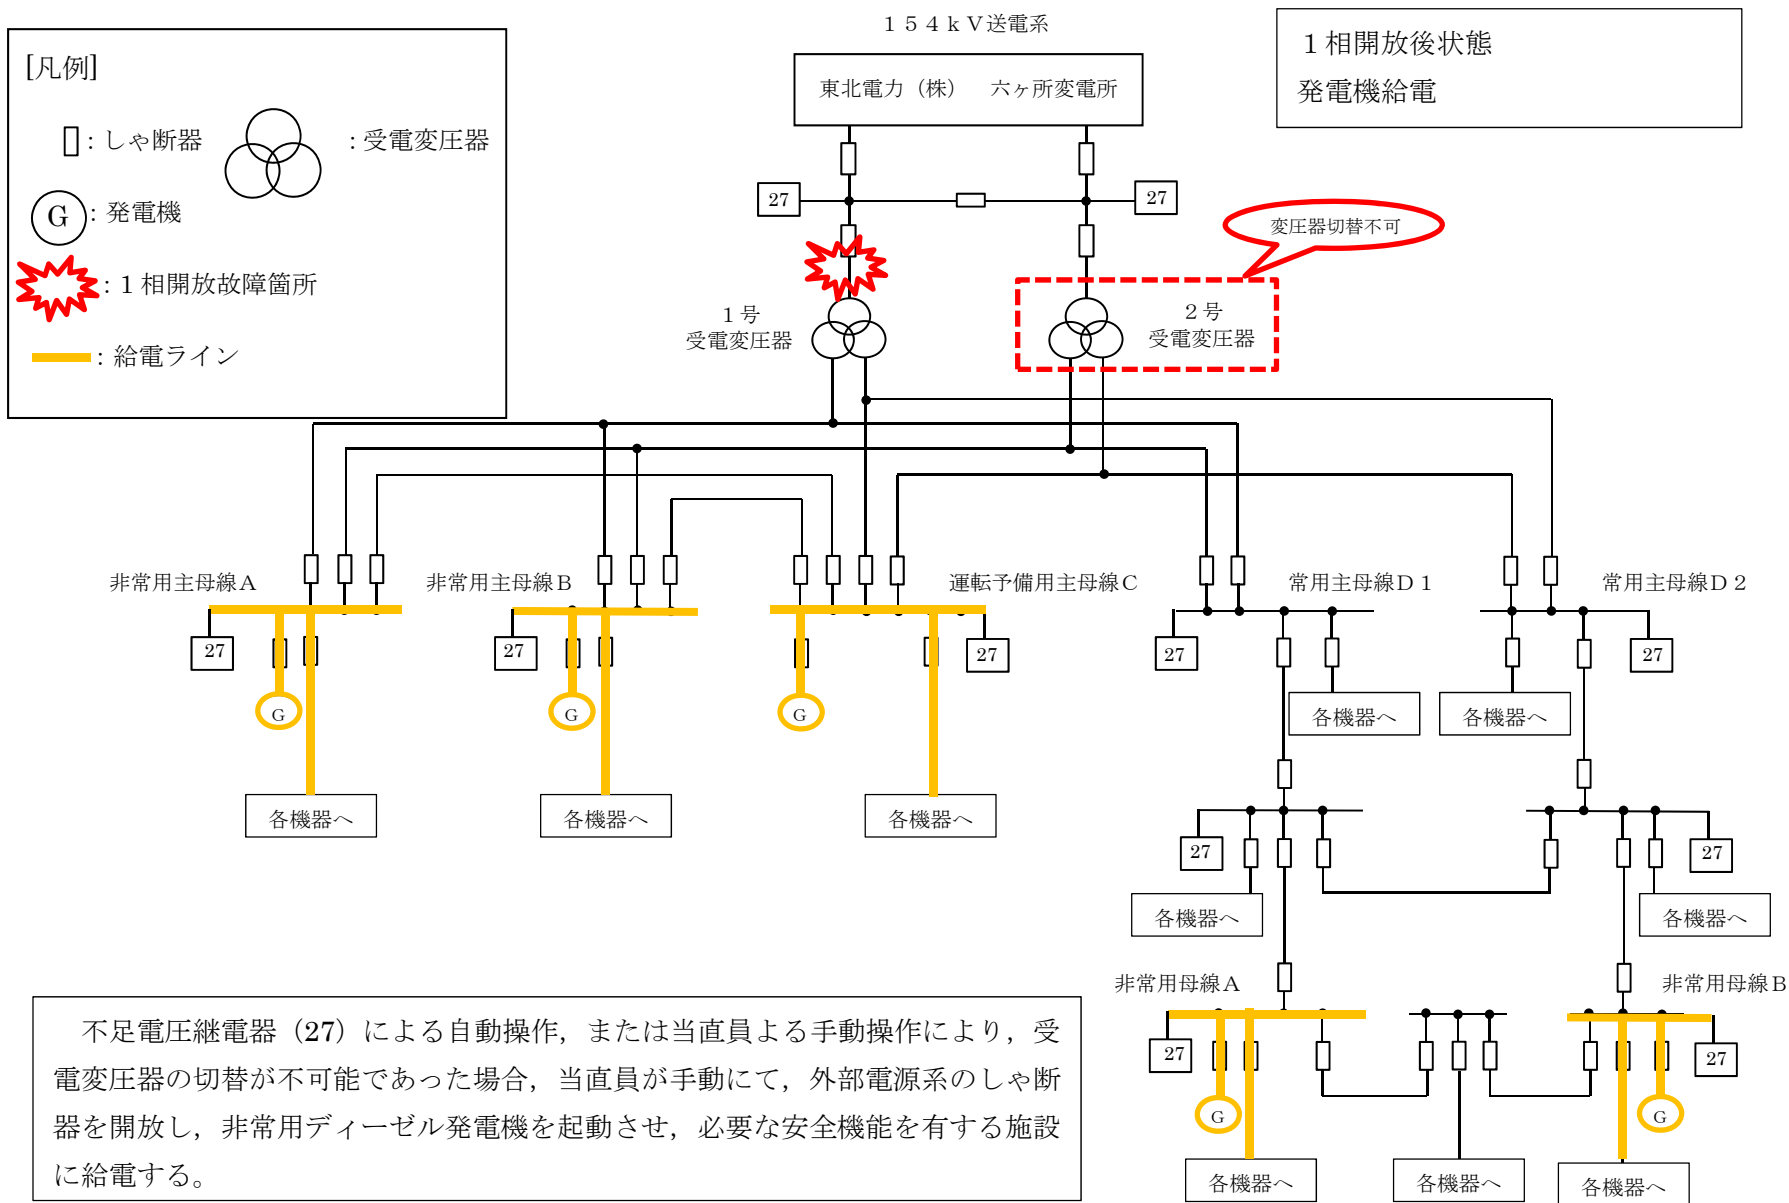 １５４ｋＶ送電系
東北電力（株）　六ヶ所変電所
１相開放後状態
発電機給電
[凡例]
：しゃ断器
：受電変圧器
G
：発電機
：１相開放故障箇所
：給電ライン
27
27
変圧器切替不可
１号
受電変圧器
２号
受電変圧器
非常用主母線Ａ
非常用主母線Ｂ
運転予備用主母線Ｃ
常用主母線Ｄ１
常用主母線Ｄ２
27
27
27
27
27
G
G
G
各機器へ
各機器へ
各機器へ
各機器へ
各機器へ
27
27
各機器へ
各機器へ
非常用母線Ａ
非常用母線Ｂ
27
27
G
G
各機器へ
各機器へ
各機器へ
　不足電圧継電器（27）による自動操作，または当直員よる手動操作により，受
電変圧器の切替が不可能であった場合，当直員が手動にて，外部電源系のしゃ断
器を開放し，非常用ディーゼル発電機を起動させ，必要な安全機能を有する施設
に給電する。